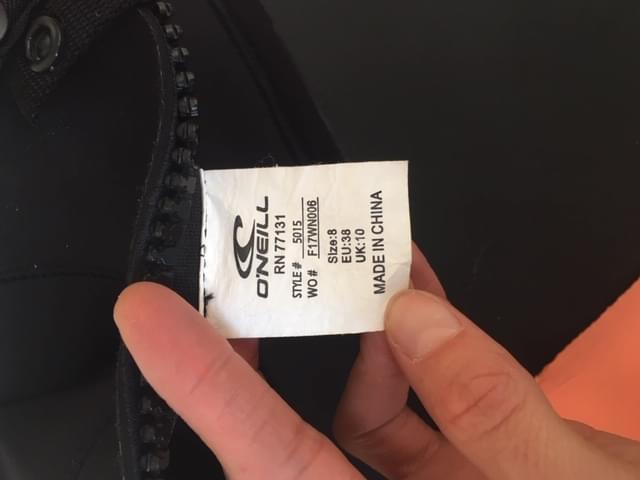 O'NEILL
RN 77131
STYLE # 5015
WO # F17WN006
Size:8
EU:38
UK:10
MADE IN CHINA